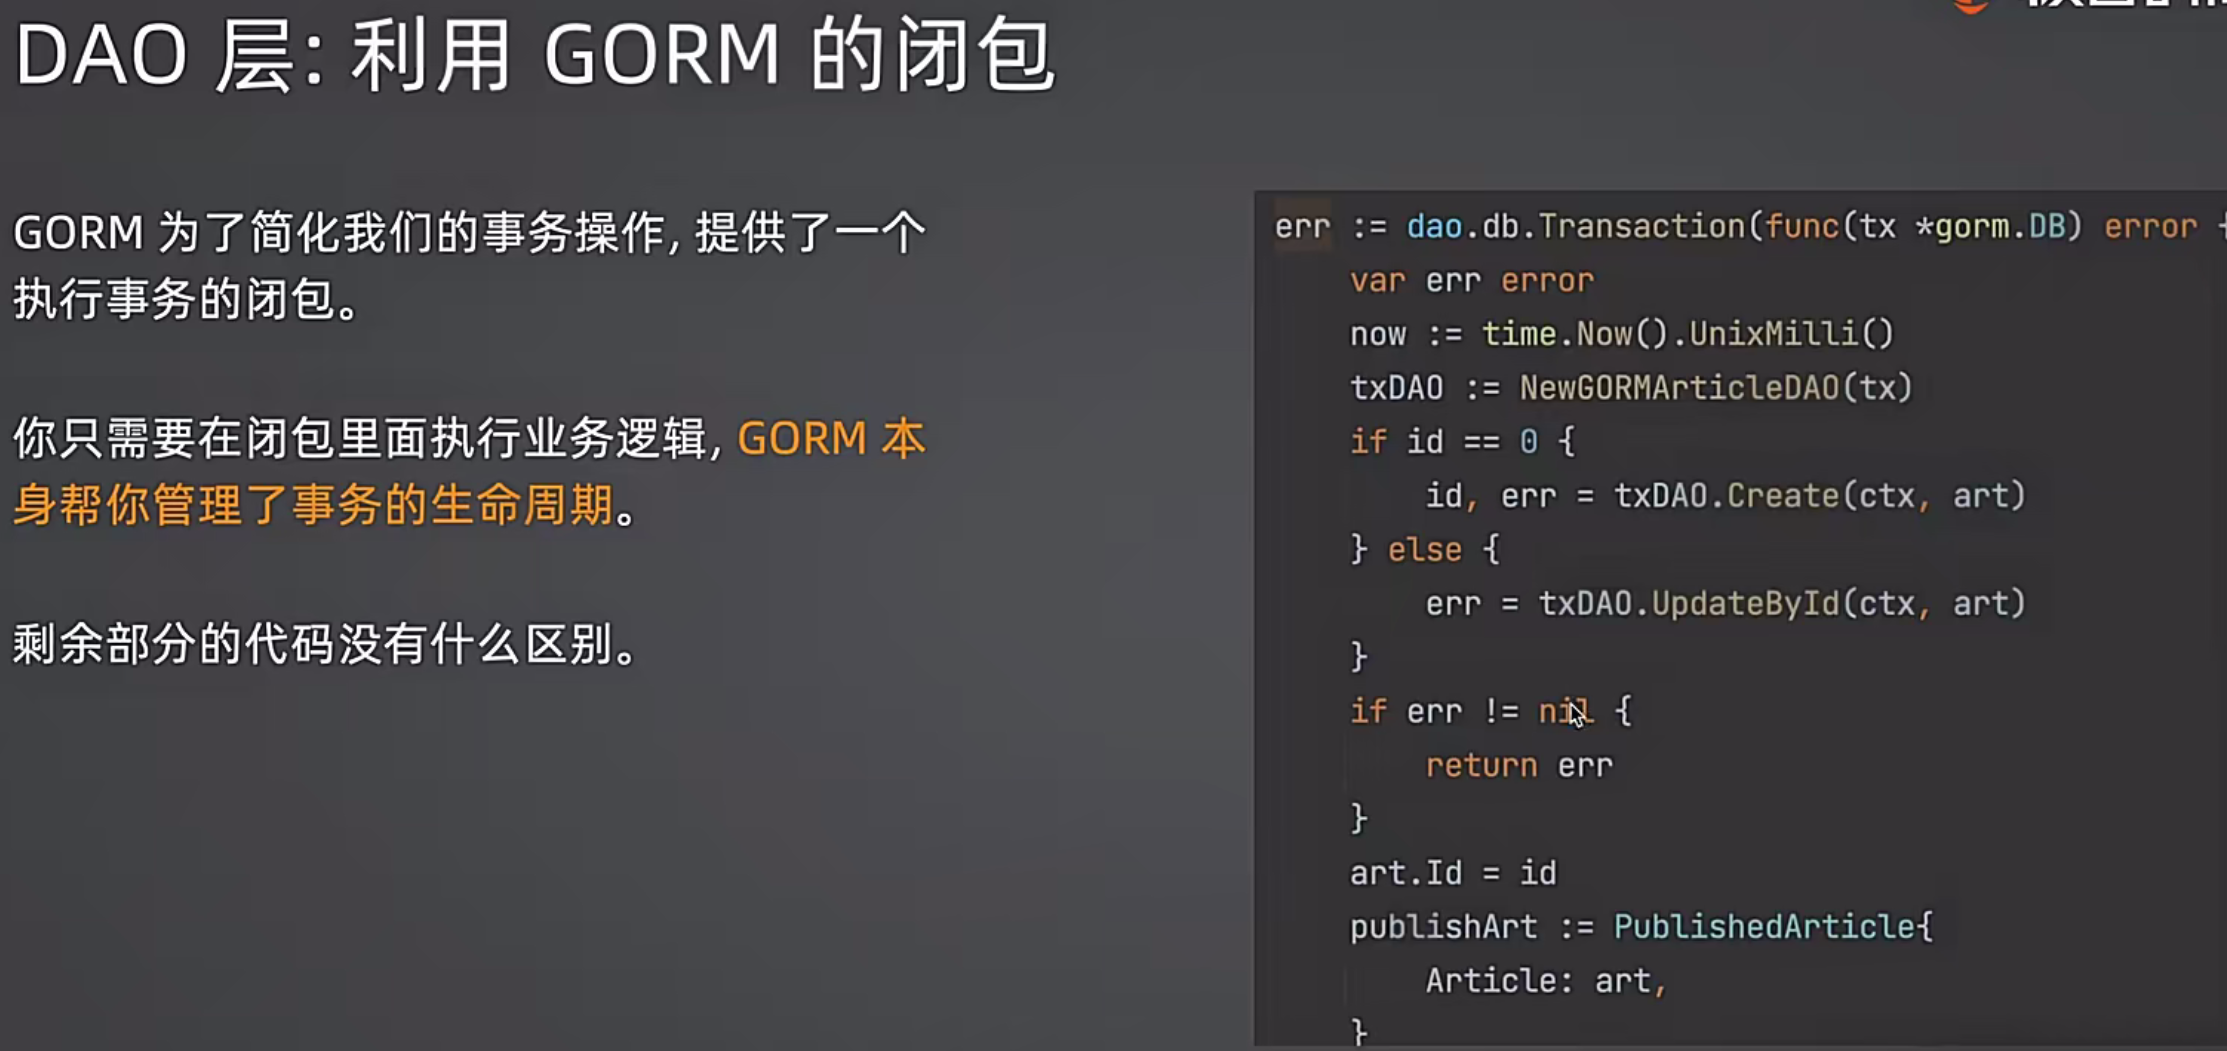 DAO 层: 利用 GORM 的闭包
GORM 为了简化我们的事务操作, 提供了一个
执行事务的闭包。
你只需要在闭包里面执行业务逻辑, GORM 本
身帮你管理了事务的生命周期。
剩余部分的代码没有什么区别。
err := dao.db.Transaction(func(tx *gorm.DB) error {
var err error
now := time.Now().UnixMilli()
txDAO := NewGORMArticleDAO(tx)
if id == 0 {
id, err = txDAO.Create(ctx, art)
} else {
err = txDAO.UpdateById(ctx, art)
}
if err != nil {
return err
}
art.Id = id
publishArt := PublishedArticle{
Article: art,
}